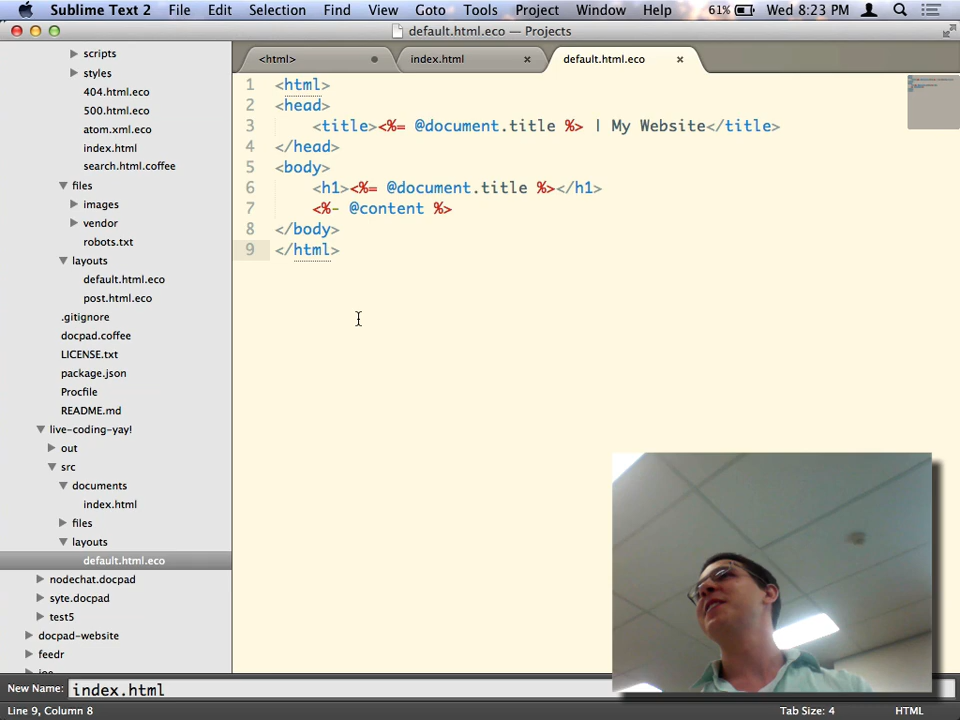 Sublime Text 2 File Edit Selection Find View Goto Tools Project Window Help 61% Wed 8:23 PM
default.html.eco — Projects
<html> index.html default.html.eco
scripts
styles
404.html.eco
500.html.eco
atom.xml.eco
index.html
search.html.coffee
files
images
vendor
robots.txt
layouts
default.html.eco
post.html.eco
.gitignore
docpad.coffee
LICENSE.txt
package.json
Procfile
README.md
live-coding-yay!
out
src
documents
index.html
files
layouts
default.html.eco
nodechat.docpad
syte.docpad
test5
docpad-website
feedr
1 <html>
2 <head>
3 <title><%= @document.title %> | My Website</title>
4 </head>
5 <body>
6 <h1><%= @document.title %></h1>
7 <%- @content %>
8 </body>
9 </html>
New Name: index.html
Line 9, Column 8 Tab Size: 4 HTML